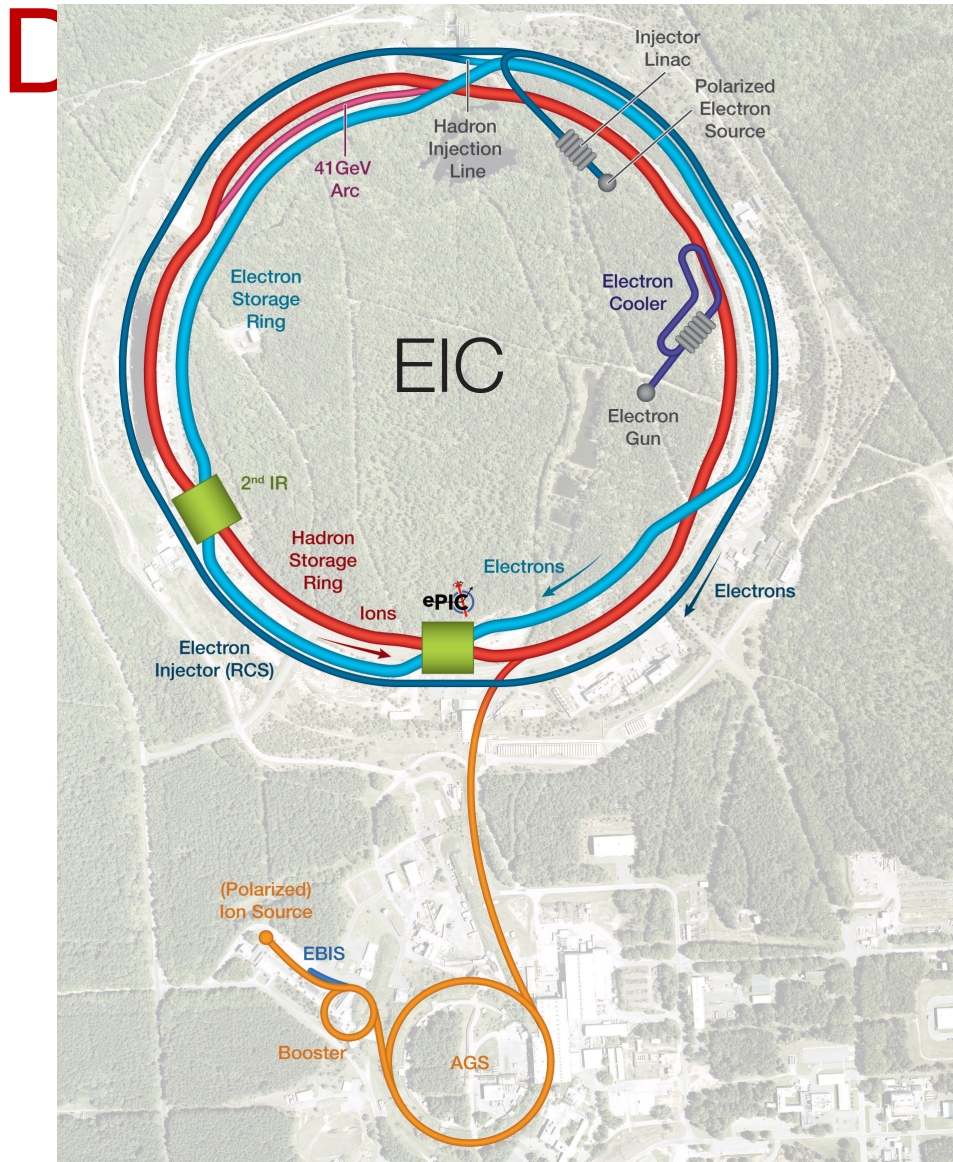 D
Injector
Linac
Polarized
Electron
Source
Hadron
Injection
Line
41GeV
Arc
Electron
Storage
Ring
Electron
Cooler
EIC
Electron
Gun
2nd IR
Hadron
Storage
Ring
Electrons
Electrons
ePIC
Ions
Electron
Injector (RCS)
(Polarized)
Ion Source
EBIS
Booster
AGS